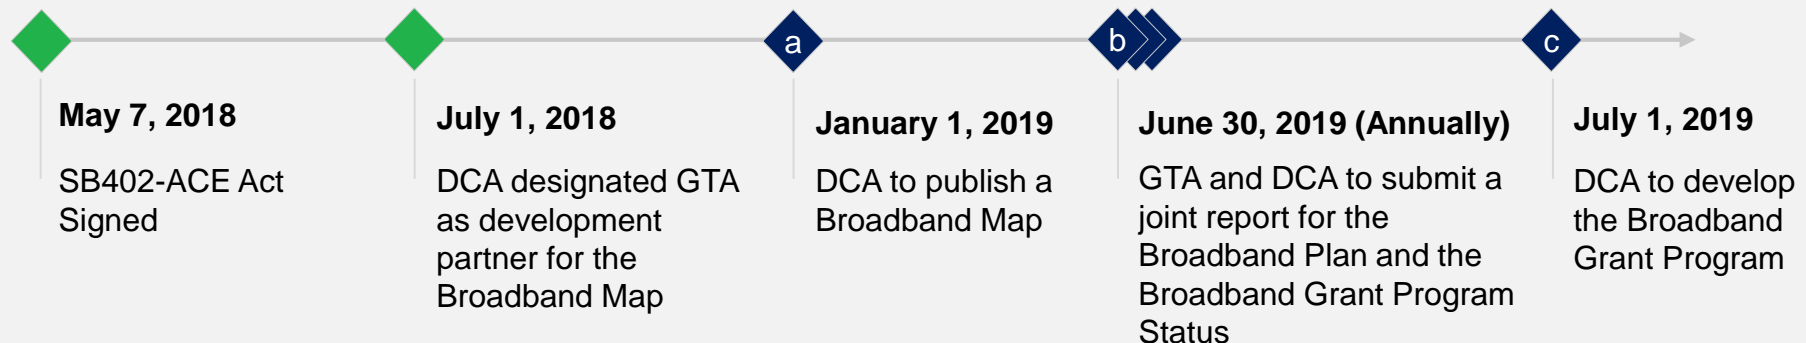 a
b
c
May 7, 2018
SB402-ACE Act
Signed
July 1, 2018
DCA designated GTA
as development
partner for the
Broadband Map
January 1, 2019
DCA to publish a
Broadband Map
June 30, 2019 (Annually)
GTA and DCA to submit a
joint report for the
Broadband Plan and the
Broadband Grant Program
Status
July 1, 2019
DCA to develop
the Broadband
Grant Program